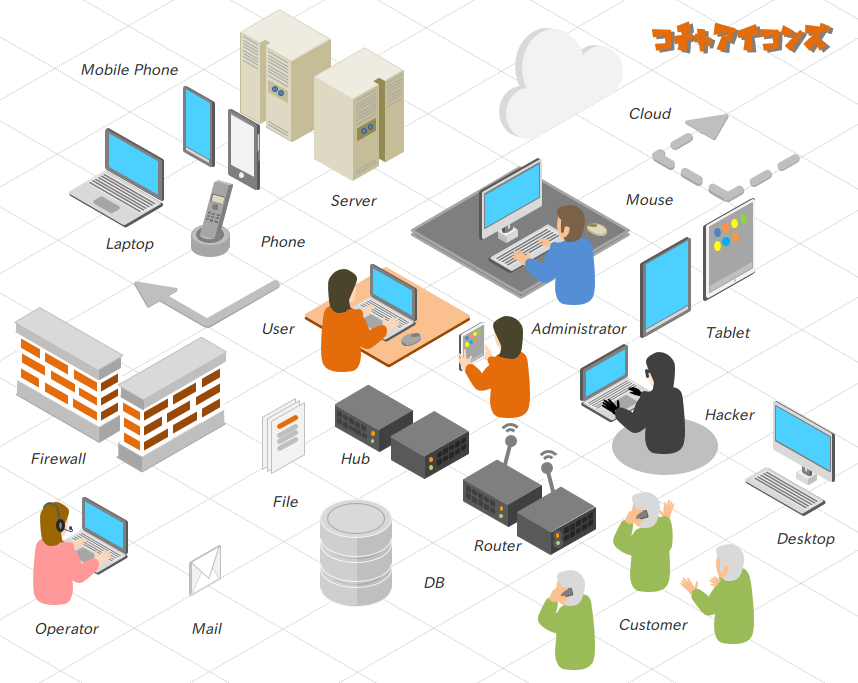 コチャアイコンズ
Mobile Phone
Cloud
Server
Mouse
Laptop
Phone
User
Administrator
Tablet
Hacker
Firewall
Hub
File
Router
Desktop
DB
Operator
Mail
Customer